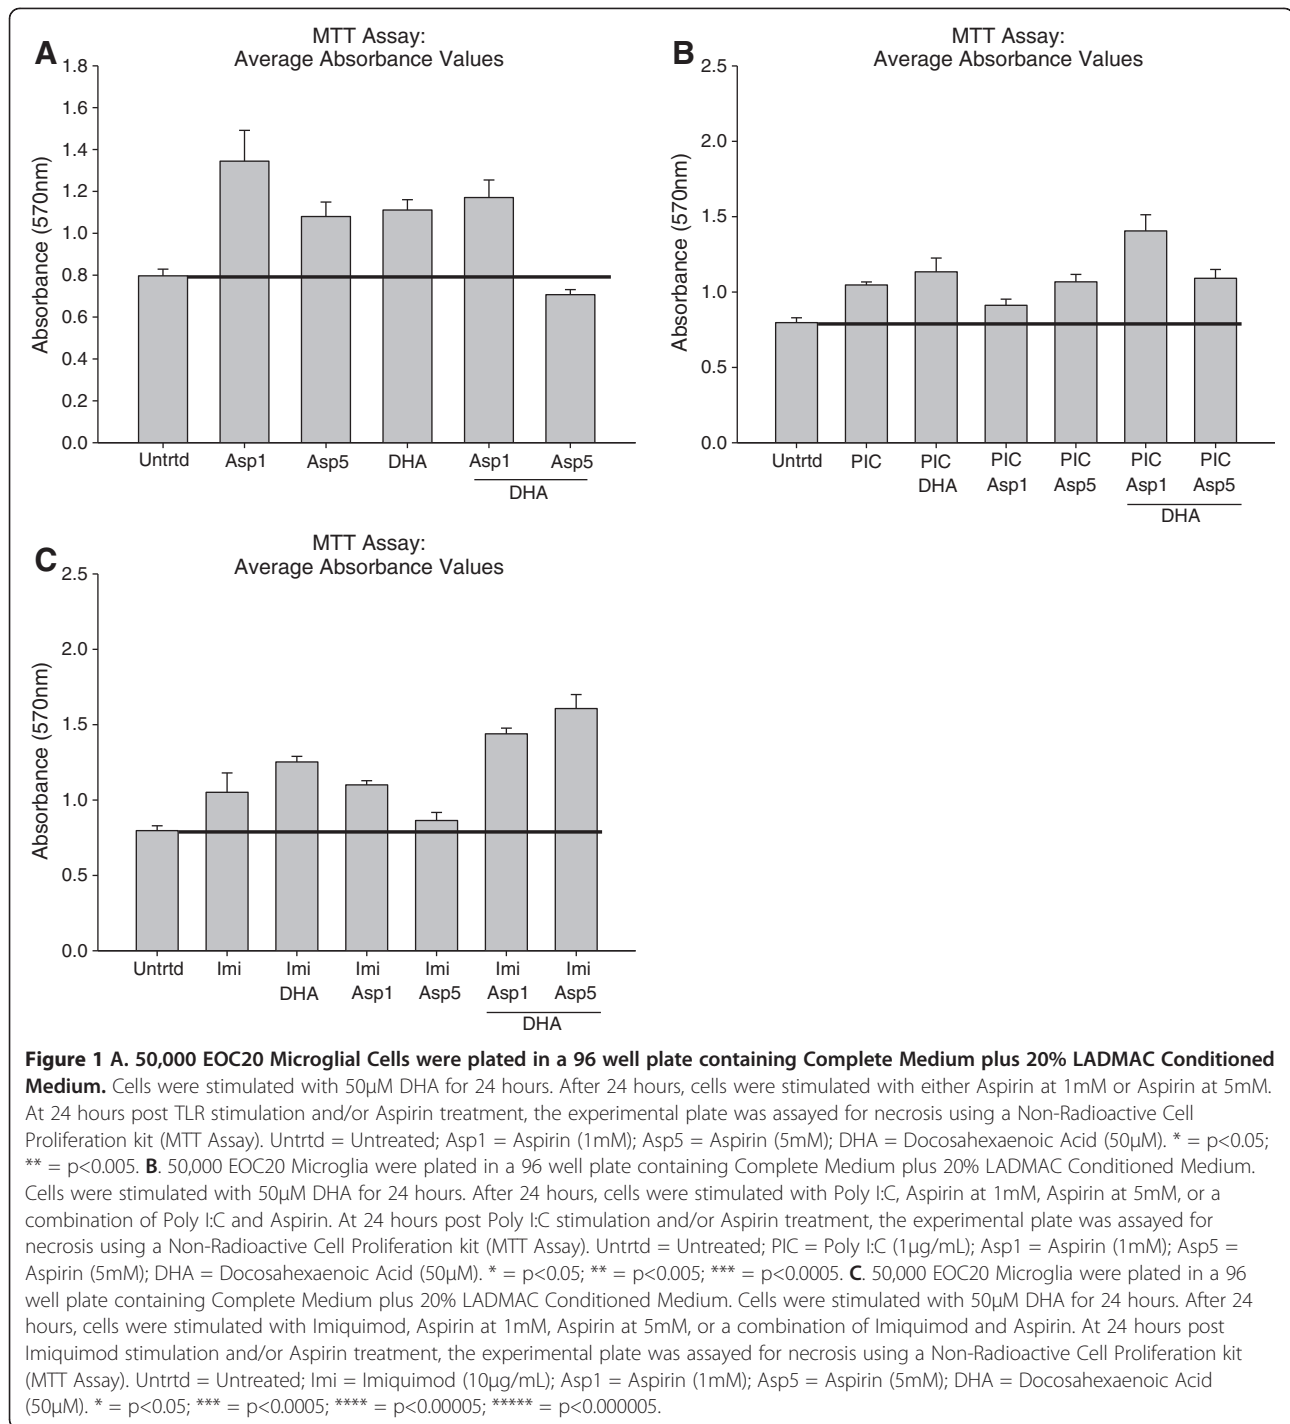 A
MTT Assay:
Average Absorbance Values
Absorbance (570nm)
1.8
1.6
1.4
1.2
1.0
0.8
0.6
0.4
0.2
0.0
Untrtd Asp1 Asp5 DHA Asp1 Asp5
DHA
B
MTT Assay:
Average Absorbance Values
Absorbance (570nm)
2.5
2.0
1.5
1.0
0.5
0.0
Untrtd PIC PIC PIC PIC PIC PIC
DHA Asp1 Asp5 Asp1 Asp5
DHA
C
MTT Assay:
Average Absorbance Values
Absorbance (570nm)
2.5
2.0
1.5
1.0
0.5
0.0
Untrtd Imi Imi Imi Imi Imi Imi
DHA Asp1 Asp5 Asp1 Asp5
DHA
Figure 1 A. 50,000 EOC20 Microglial Cells were plated in a 96 well plate containing Complete Medium plus 20% LADMAC Conditioned
Medium. Cells were stimulated with 50μM DHA for 24 hours. After 24 hours, cells were stimulated with either Aspirin at 1mM or Aspirin at 5mM.
At 24 hours post TLR stimulation and/or Aspirin treatment, the experimental plate was assayed for necrosis using a Non-Radioactive Cell
Proliferation kit (MTT Assay). Untrtd = Untreated; Asp1 = Aspirin (1mM); Asp5 = Aspirin (5mM); DHA = Docosahexaenoic Acid (50μM). * = p<0.05;
** = p<0.005. B. 50,000 EOC20 Microglia were plated in a 96 well plate containing Complete Medium plus 20% LADMAC Conditioned Medium.
Cells were stimulated with 50μM DHA for 24 hours. After 24 hours, cells were stimulated with Poly I:C, Aspirin at 1mM, Aspirin at 5mM, or a
combination of Poly I:C and Aspirin. At 24 hours post Poly I:C stimulation and/or Aspirin treatment, the experimental plate was assayed for
necrosis using a Non-Radioactive Cell Proliferation kit (MTT Assay). Untrtd = Untreated; PIC = Poly I:C (1μg/mL); Asp1 = Aspirin (1mM); Asp5 =
Aspirin (5mM); DHA = Docosahexaenoic Acid (50μM). * = p<0.05; ** = p<0.005; *** = p<0.0005. C. 50,000 EOC20 Microglia were plated in a 96
well plate containing Complete Medium plus 20% LADMAC Conditioned Medium. Cells were stimulated with 50μM DHA for 24 hours. After 24
hours, cells were stimulated with Imiquimod, Aspirin at 1mM, Aspirin at 5mM, or a combination of Imiquimod and Aspirin. At 24 hours post
Imiquimod stimulation and/or Aspirin treatment, the experimental plate was assayed for necrosis using a Non-Radioactive Cell Proliferation kit
(MTT Assay). Untrtd = Untreated; Imi = Imiquimod (10μg/mL); Asp1 = Aspirin (1mM); Asp5 = Aspirin (5mM); DHA = Docosahexaenoic Acid
(50μM). * = p<0.05; *** = p<0.0005; **** = p<0.00005; ***** = p<0.000005.